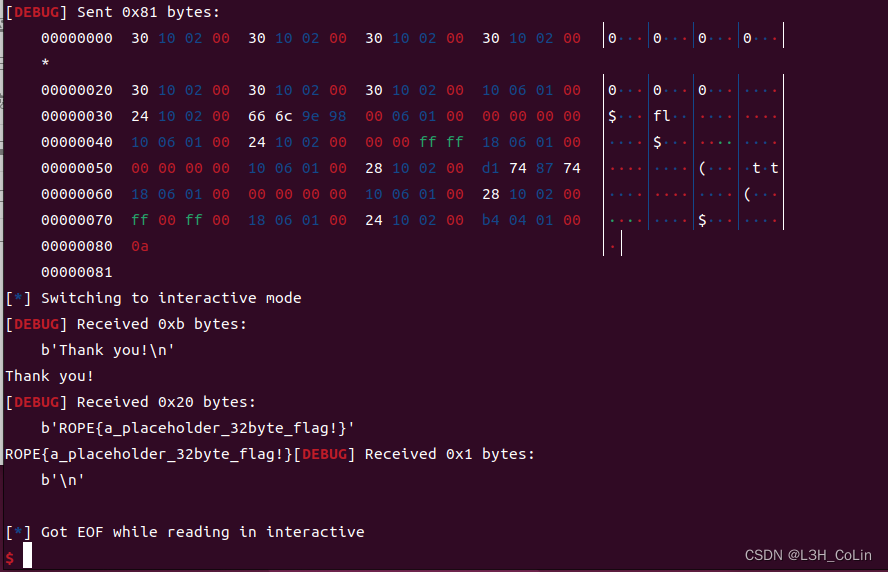 [DEBUG] Sent 0x81 bytes:
00000000  30 10 02 00  30 10 02 00  30 10 02 00  30 10 02 00  │0···│0···│0···│0···│
*
00000020  30 10 02 00  30 10 02 00  30 10 02 00  10 06 01 00  │0···│0···│0···│····│
00000030  24 10 02 00  66 6c 9e 98  00 06 01 00  00 00 00 00  │$···│fl··│····│····│
00000040  10 06 01 00  24 10 02 00  00 00 ff ff  18 06 01 00  │····│$···│····│····│
00000050  00 00 00 00  10 06 01 00  28 10 02 00  d1 74 87 74  │····│····│(···│·t·t│
00000060  18 06 01 00  00 00 00 00  10 06 01 00  28 10 02 00  │····│····│····│(···│
00000070  ff 00 ff 00  18 06 01 00  24 10 02 00  b4 04 01 00  │····│····│$···│····│
00000080  0a  │·│
00000081
[*] Switching to interactive mode
[DEBUG] Received 0xb bytes:
b'Thank you!\n'
Thank you!
[DEBUG] Received 0x20 bytes:
b'ROPE{a_placeholder_32byte_flag!}'
ROPE{a_placeholder_32byte_flag!}[DEBUG] Received 0x1 bytes:
b'\n'
[*] Got EOF while reading in interactive
$
CSDN @L3H_CoLin